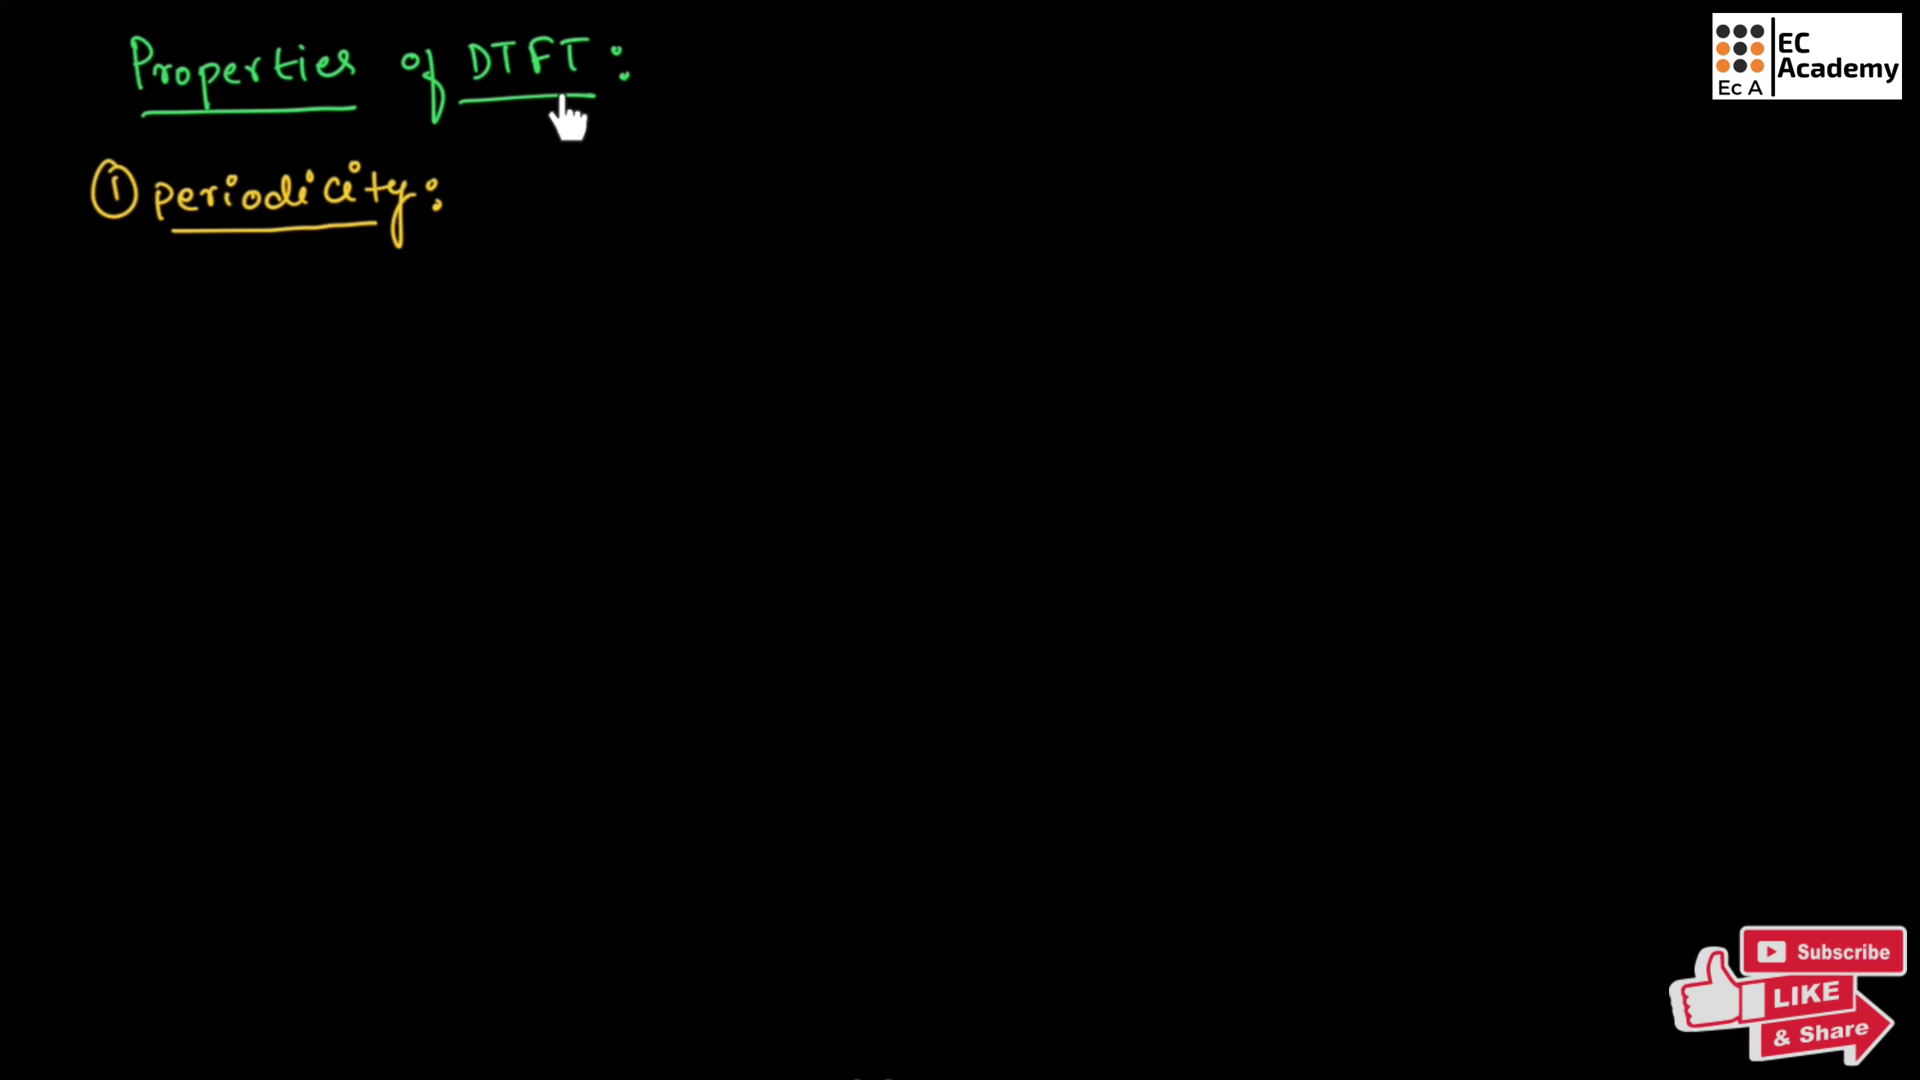 Properties of DTFT :
① periodicity :
EC
Academy
Ec A
Subscribe
LIKE
& Share